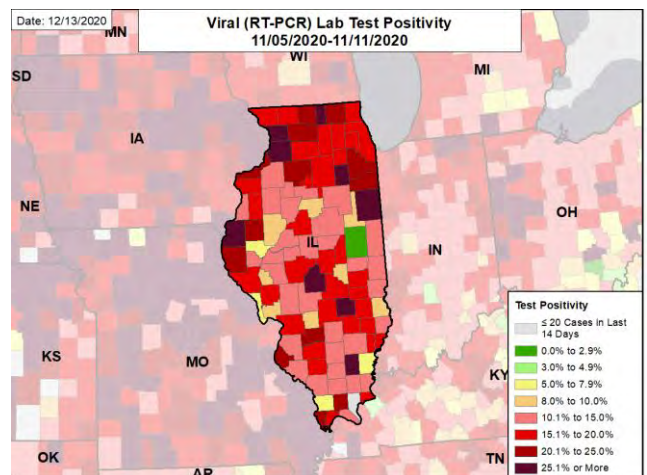 Date: 12/13/2020
Viral (RT-PCR) Lab Test Positivity
11/05/2020-11/11/2020
MN
WI
SD
MI
IA
NE
OH
IL
IN
KS
MO
KY
OK
AR
TN
Test Positivity
≤ 20 Cases in Last
14 Days
0.0% to 2.9%
3.0% to 4.9%
5.0% to 7.9%
8.0% to 10.0%
10.1% to 15.0%
15.1% to 20.0%
20.1% to 25.0%
25.1% or More